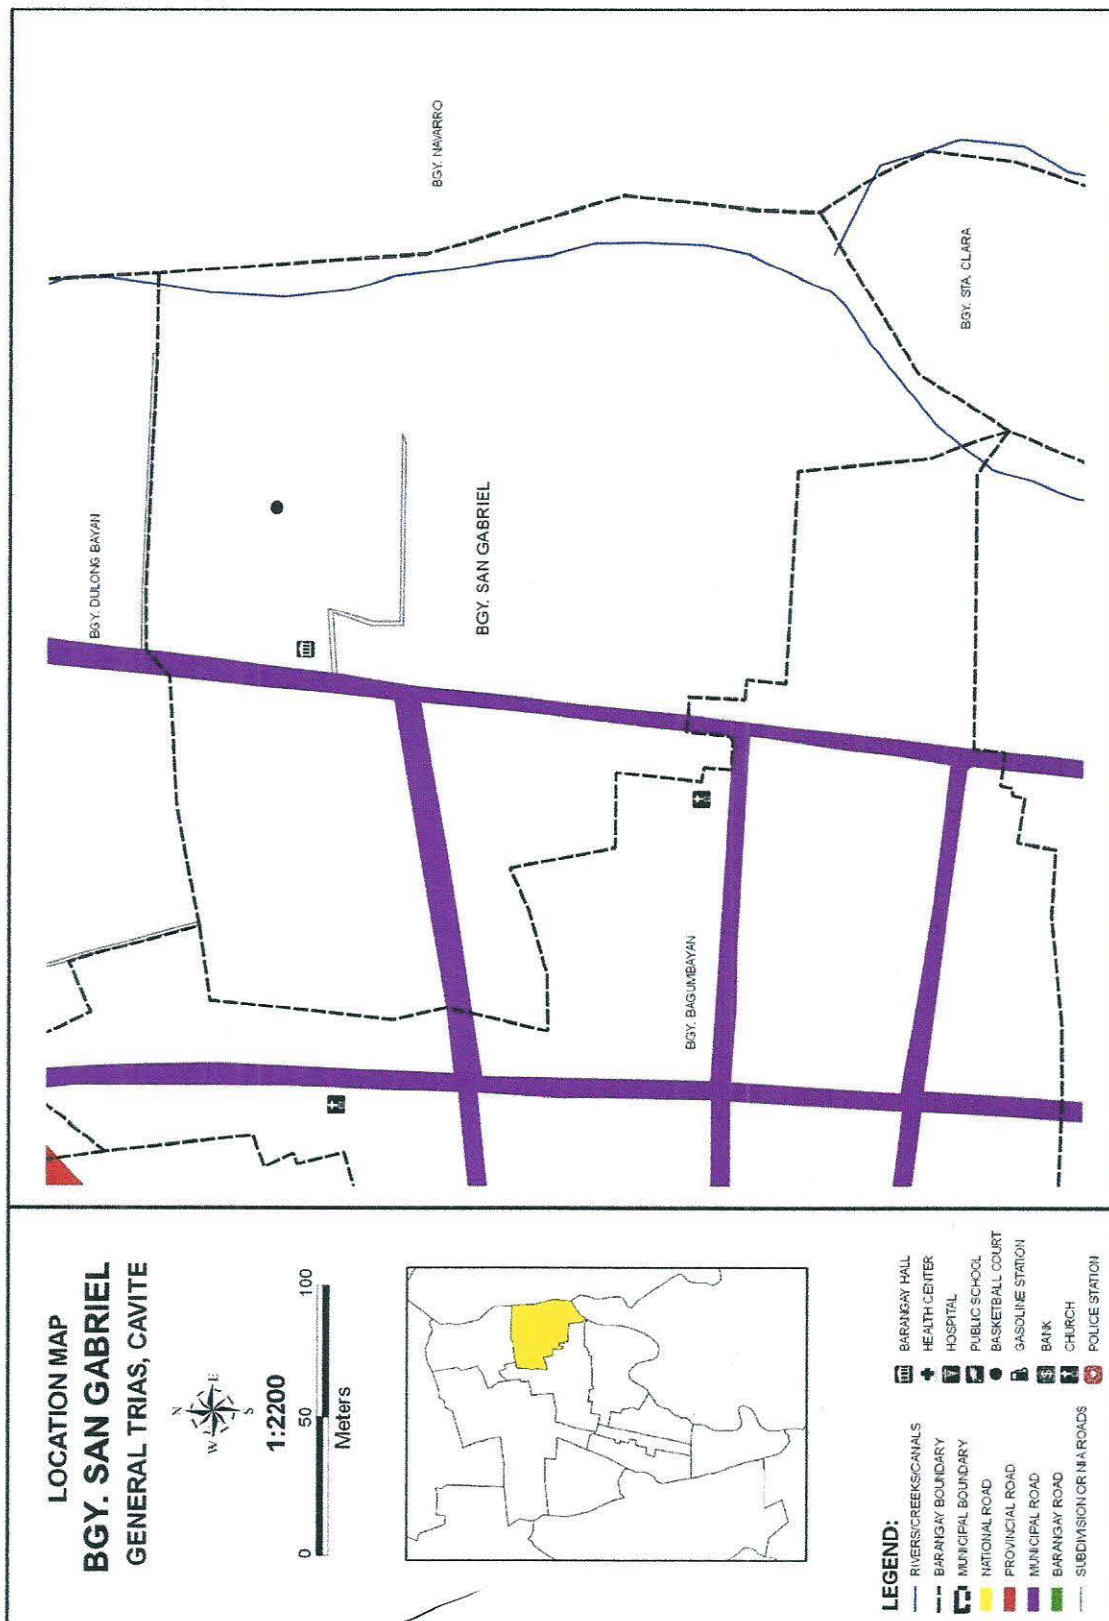 LOCATION MAP
BGY. SAN GABRIEL
GENERAL TRIAS, CAVITE
N
W
E
S
1:2200
0
50
100
Meters
LEGEND:
RIVERS/CREEKS/CANALS
BARANGAY BOUNDARY
MUNICIPAL BOUNDARY
NATIONAL ROAD
PROVINCIAL ROAD
MUNICIPAL ROAD
BARANGAY ROAD
SUBDIVISION OR NIA ROADS
BARANGAY HALL
HEALTH CENTER
HOSPITAL
PUBLIC SCHOOL
BASKETBALL COURT
GASOLINE STATION
BANK
CHURCH
POLICE STATION
BGY. DULONG BAYAN
BGY. NAVARRO
BGY. SAN GABRIEL
BGY. BAGUMBAYAN
BGY. STA. CLARA